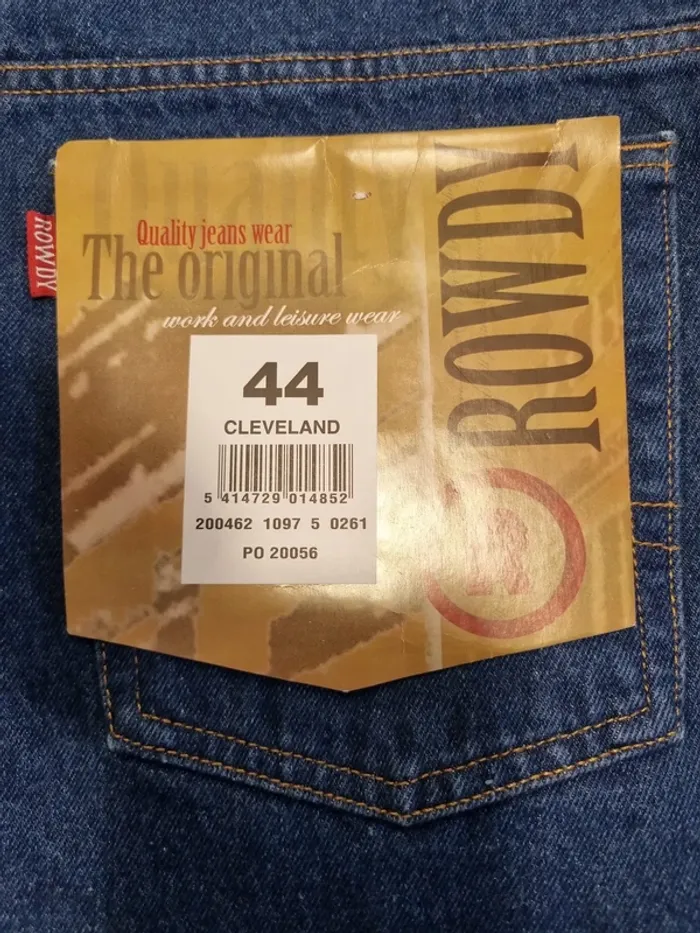 Quality jeans wear
The original
work and leisure wear
44
CLEVELAND
5 414729 014852
200462 1097 5 0261
PO 20056
ROWDY
ROWDY